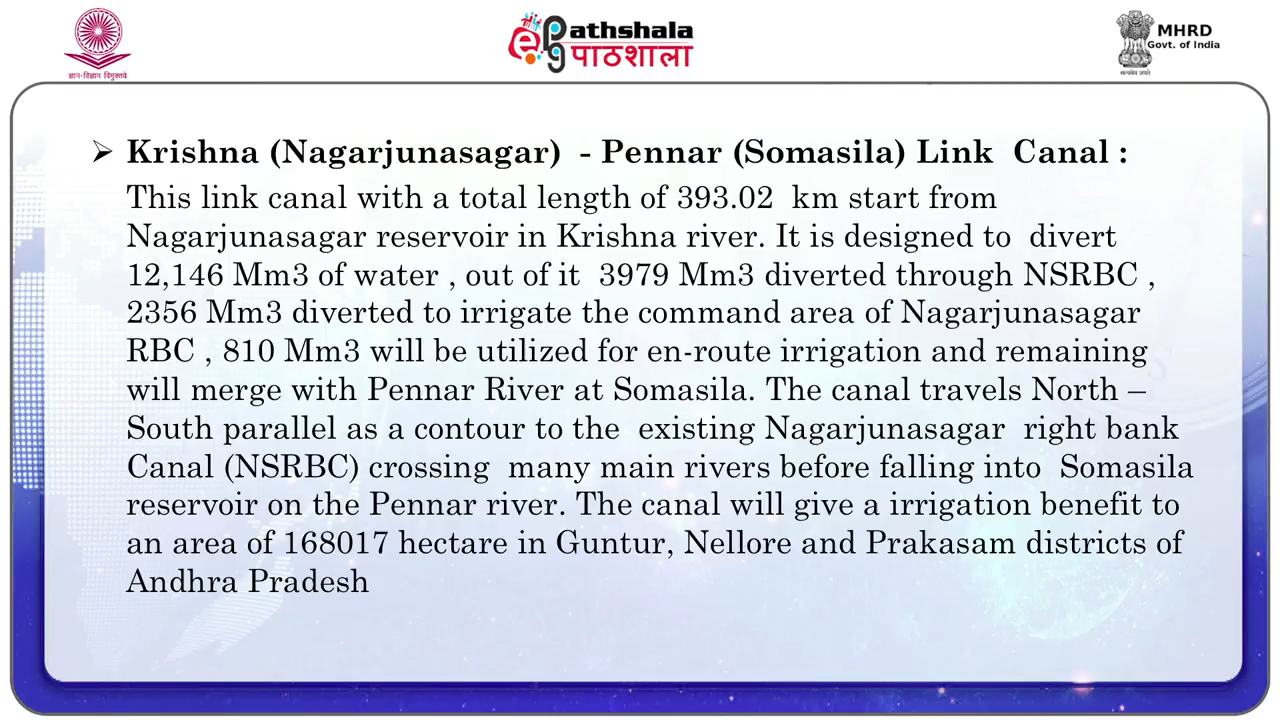 ज्ञान-विज्ञान विमुक्तये
epg Pathshala
पाठशाला
MHRD
Govt. of India
सत्यमेव जयते
➢ Krishna (Nagarjunasagar) - Pennar (Somasila) Link Canal :
This link canal with a total length of 393.02 km start from
Nagarjunasagar reservoir in Krishna river. It is designed to divert
12,146 Mm3 of water , out of it 3979 Mm3 diverted through NSRBC ,
2356 Mm3 diverted to irrigate the command area of Nagarjunasagar
RBC , 810 Mm3 will be utilized for en-route irrigation and remaining
will merge with Pennar River at Somasila. The canal travels North –
South parallel as a contour to the existing Nagarjunasagar right bank
Canal (NSRBC) crossing many main rivers before falling into Somasila
reservoir on the Pennar river. The canal will give a irrigation benefit to
an area of 168017 hectare in Guntur, Nellore and Prakasam districts of
Andhra Pradesh